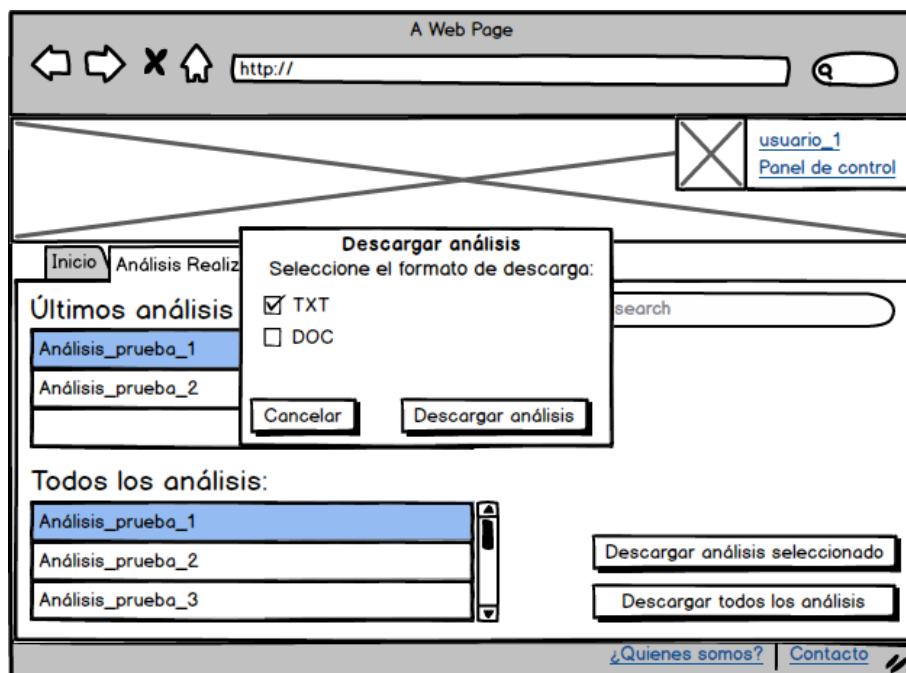 A Web Page
http://
usuario_1
Panel de control
Inicio
Análisis Realiz
Descargar análisis
Seleccione el formato de descarga:
TXT
DOC
Cancelar
Descargar análisis
search
Últimos análisis
Análisis_prueba_1
Análisis_prueba_2
Todos los análisis:
Análisis_prueba_1
Análisis_prueba_2
Análisis_prueba_3
Descargar análisis seleccionado
Descargar todos los análisis
¿Quienes somos?
Contacto